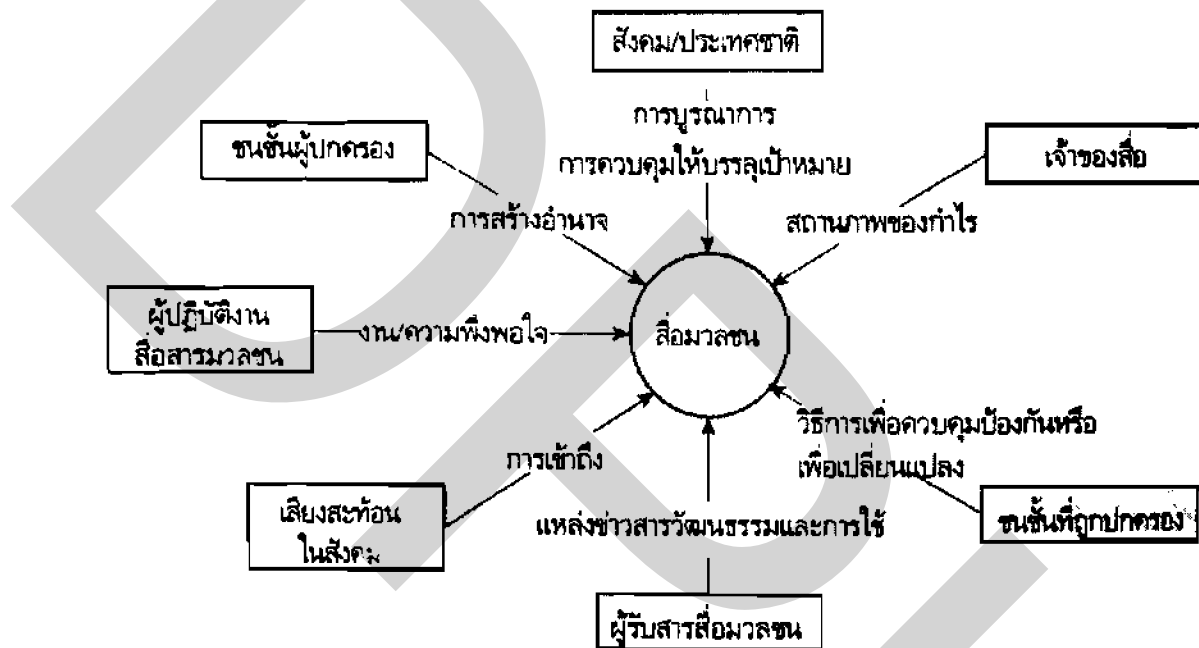 สังคม/ประเทศชาติ
การบูรณาการ
การควบคุมให้บรรลุเป้าหมาย
ชนชั้นผู้ปกครอง
เจ้าของสื่อ
การสร้างอำนาจ
สถานภาพของกำไร
ผู้ปฏิบัติงาน
สื่อสารมวลชน
งาน/ความพึงพอใจ
สื่อมวลชน
วิธีการเพื่อควบคุมป้องกันหรือ
เพื่อเปลี่ยนแปลง
การเข้าถึง
เสียงสะท้อน
ในสังคม
แหล่งข่าวสารวัฒนธรรมและการใช้
ชนชั้นที่ถูกปกครอง
ผู้รับสารสื่อมวลชน